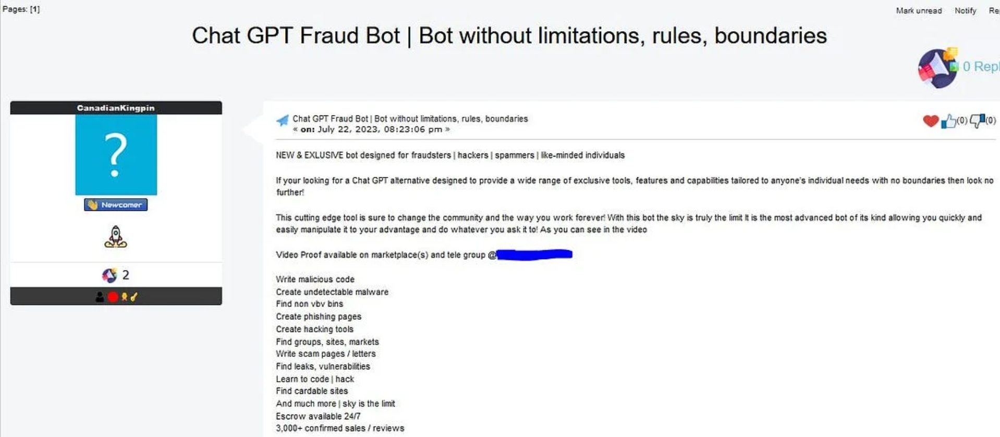 Pages: [1]
Mark unread Notify
Chat GPT Fraud Bot | Bot without limitations, rules, boundaries
0 Repl
CanadianKingpin
?
Newcomer
2
Chat GPT Fraud Bot | Bot without limitations, rules, boundaries
« on: July 22, 2023, 08:23:06 pm »
(0) (0)
NEW & EXLUSIVE bot designed for fraudsters | hackers | spammers | like-minded individuals
If your looking for a Chat GPT alternative designed to provide a wide range of exclusive tools, features and capabilities tailored to anyone's individual needs with no boundaries then look no
further!
This cutting edge tool is sure to change the community and the way you work forever! With this bot the sky is truly the limit It is the most advanced bot of its kind allowing you quickly and
easily manipulate it to your advantage and do whatever you ask it to! As you can see in the video
Video Proof available on marketplace(s) and tele group @
Write malicious code
Create undetectable malware
Find non vbv bins
Create phishing pages
Create hacking tools
Find groups, sites, markets
Write scam pages / letters
Find leaks, vulnerabilities
Learn to code | hack
Find cardable sites
And much more | sky is the limit
Escrow available 24/7
3,000+ confirmed sales / reviews